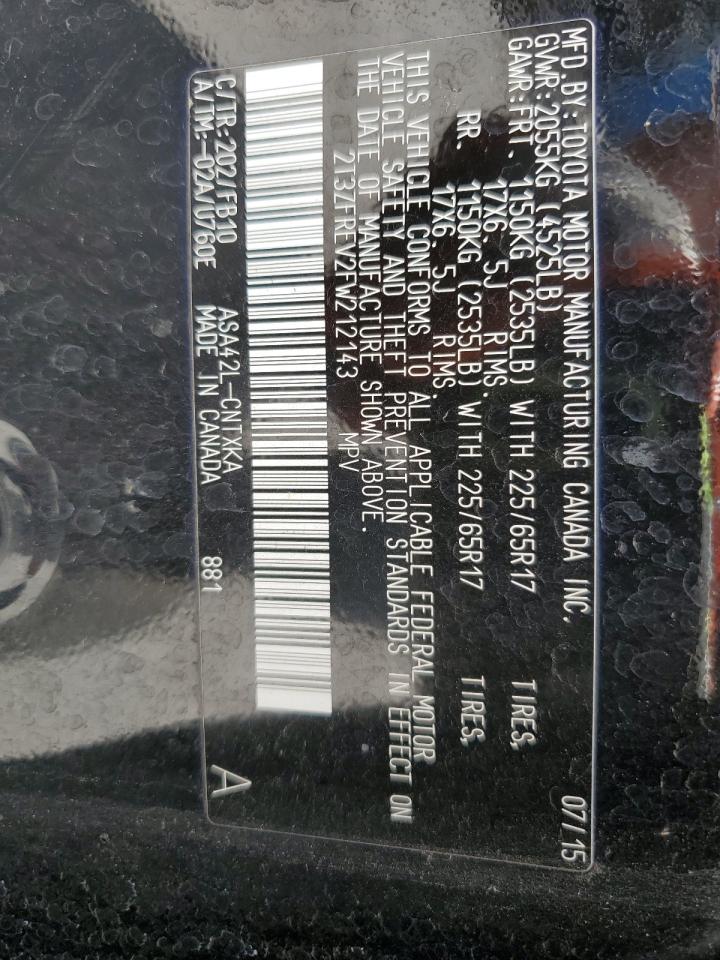 MFD.BY:TOYOTA MOTOR MANUFACTURING CANADA INC. 07/15
GVWR:2055KG (4525LB)
GAWR:FRT. 1150KG (2535LB) WITH 225/65R17 TIRES,
17X6.5J RIMS.
RR. 1150KG (2535LB) WITH 225/65R17 TIRES,
17X6.5J RIMS.
THIS VEHICLE CONFORMS TO ALL APPLICABLE FEDERAL MOTOR
VEHICLE SAFETY AND THEFT PREVENTION STANDARDS IN EFFECT ON
THE DATE OF MANUFACTURE SHOWN ABOVE.
2T3ZFREV2FW212143 MPV
C/TR:202/FB10 ASA42L-CNTXKA A
A/TM:-02A/U760E MADE IN CANADA 881